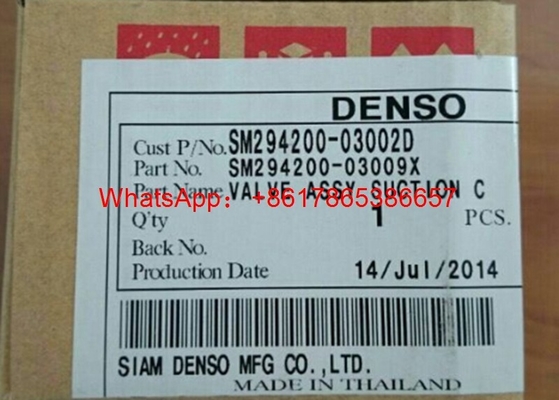 DENSO
Cust P/No. SM294200-03002D
Part No. SM294200-03009X
Part Name VALVE ASSY SUCTION C
WhatsApp: +8617865386657
Q'ty 1 PCS.
Back No.
Production Date 14/Jul/2014
SIAM DENSO MFG CO.,LTD.
MADE IN THAILAND